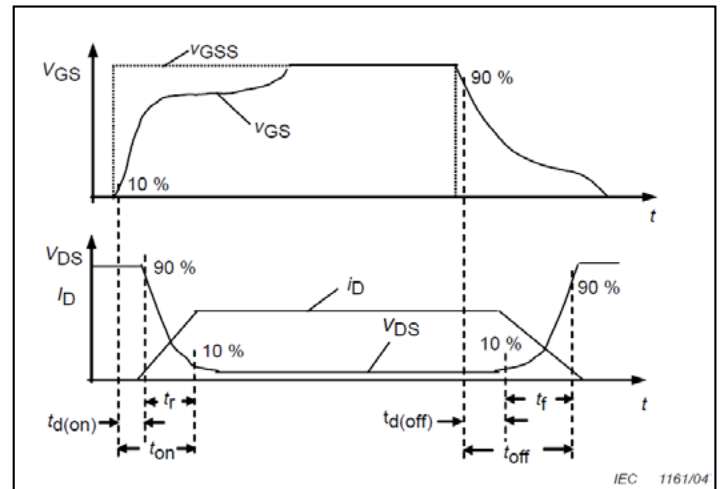 vGSS
VGS
90 %
vGS
10 %
t
VDS
90 %
ID
iD
90 %
VDS
10 %
10 %
tr
tf
t
td(on)
td(off)
ton
toff
IEC 1161/04